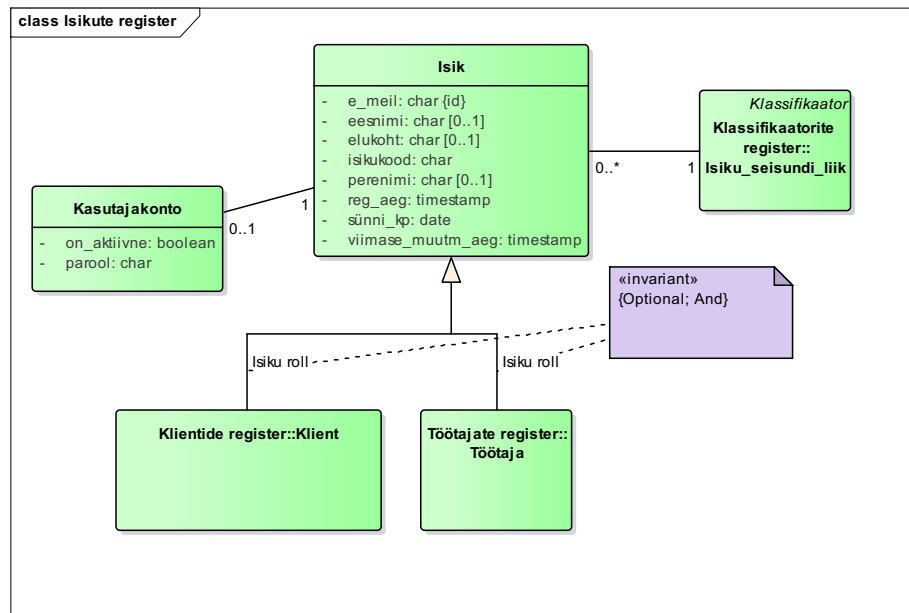 class Isikute register
Isik
- e_meil: char {id}
- eesnimi: char [0..1]
- elukoht: char [0..1]
- isikukood: char
- perenimi: char [0..1]
- reg_aeg: timestamp
- sünni_kp: date
- viimase_muutm_aeg: timestamp
Klassifikaator
Klassifikaatorite
register::
Isiku_seisundi_liik
0..*
1
Kasutajakonto
- on_aktiivne: boolean
- parool: char
0..1
1
«invariant»
{Optional; And}
Isiku roll
Isiku roll
Klientide register::Klient
Töötajate register::
Töötaja